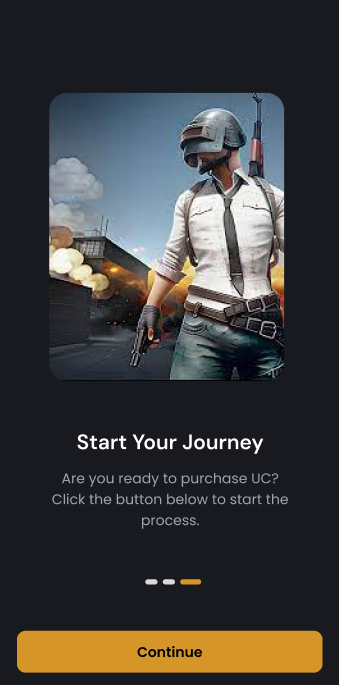 Start Your Journey
Are you ready to purchase UC?
Click the button below to start the
process.
Continue